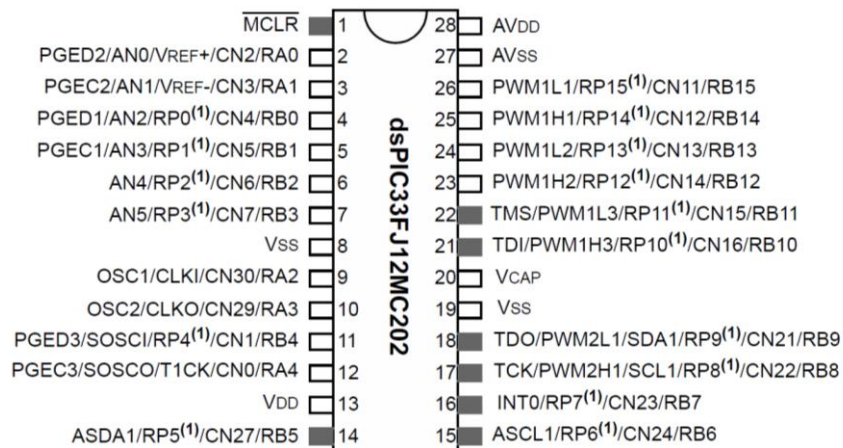 MCLR 1 28 AVDD
PGED2/AN0/VREF+/CN2/RA0 2 27 AVSS
PGEC2/AN1/VREF-/CN3/RA1 3 26 PWM1L1/RP15(1)/CN11/RB15
PGED1/AN2/RP0(1)/CN4/RB0 4 25 PWM1H1/RP14(1)/CN12/RB14
PGEC1/AN3/RP1(1)/CN5/RB1 5 24 PWM1L2/RP13(1)/CN13/RB13
AN4/RP2(1)/CN6/RB2 6 23 PWM1H2/RP12(1)/CN14/RB12
AN5/RP3(1)/CN7/RB3 7 22 TMS/PWM1L3/RP11(1)/CN15/RB11
VSS 8 21 TDI/PWM1H3/RP10(1)/CN16/RB10
OSC1/CLKI/CN30/RA2 9 20 VCAP
OSC2/CLKO/CN29/RA3 10 19 VSS
PGED3/SOSCI/RP4(1)/CN1/RB4 11 18 TDO/PWM2L1/SDA1/RP9(1)/CN21/RB9
PGEC3/SOSCO/T1CK/CN0/RA4 12 17 TCK/PWM2H1/SCL1/RP8(1)/CN22/RB8
VDD 13 16 INT0/RP7(1)/CN23/RB7
ASDA1/RP5(1)/CN27/RB5 14 15 ASCL1/RP6(1)/CN24/RB6
dsPIC33FJ12MC202